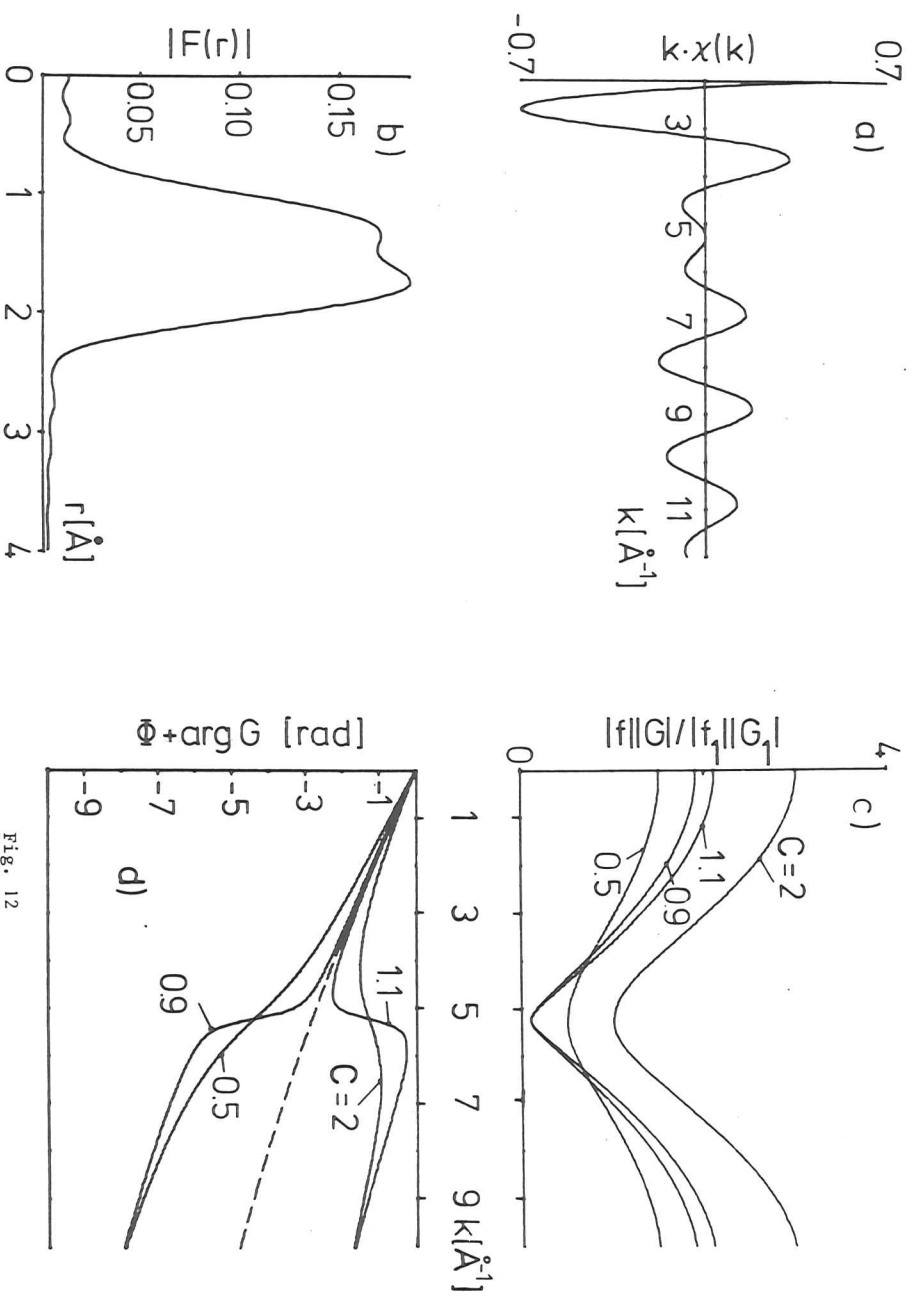 a)
0.7
k·χ(k)
-0.7
3
5
7
9
11
k[Å⁻¹]
b)
|F(r)|
0
0.05
0.10
0.15
0
1
2
3
4
r[Å]
c)
4
|f||G|/|f₁||G₁|
0
C=2
1.1
0.9
0.5
d)
Φ+arg G [rad]
-1
-3
-5
-7
-9
1
3
5
7
9
k[Å⁻¹]
1.1
C=2
0.5
0.9
Fig. 12